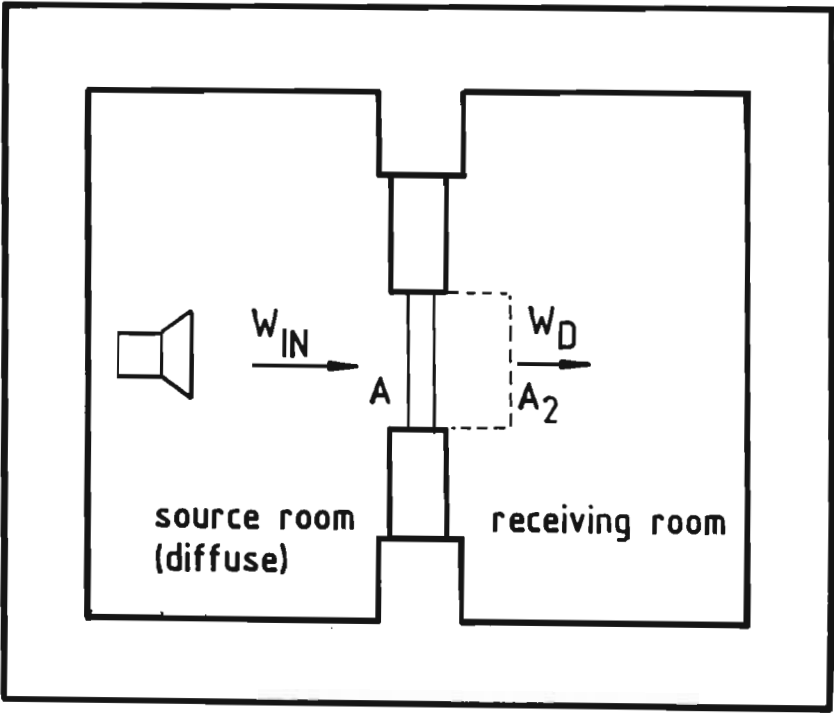 W_IN
W_D
A
A_2
source room
(diffuse)
receiving room